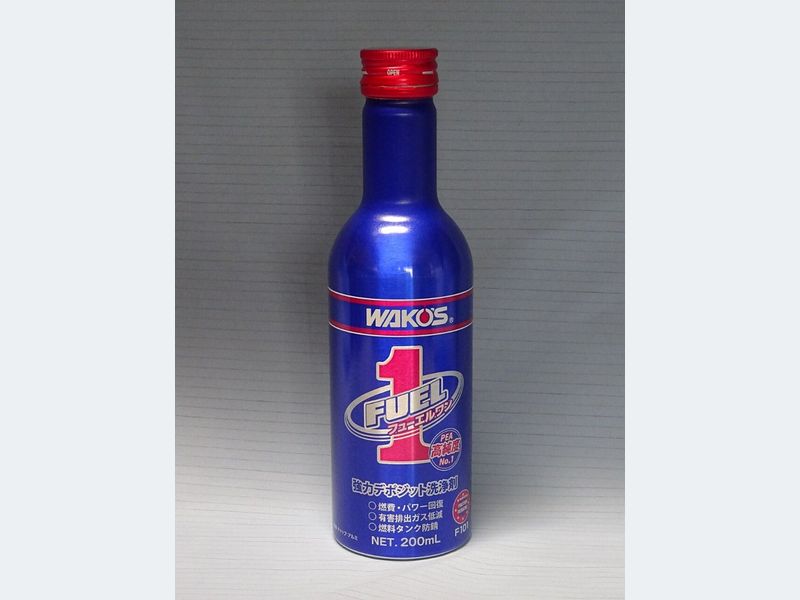 OPEN
WAKO'S®
1
FUEL
フューエルワン
PEA
高純度
No.1
強力デポジット洗浄剤
○燃費・パワー回復
○有害排出ガス低減
○燃料タンク防錆
F101
NET. 200mL